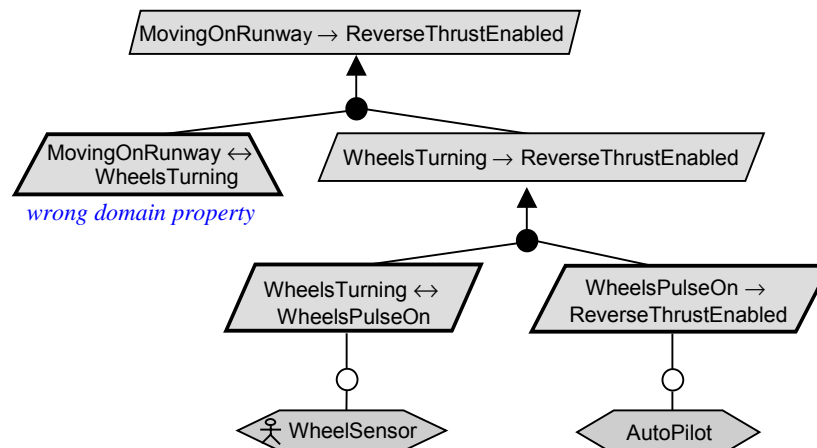 MovingOnRunway → ReverseThrustEnabled
MovingOnRunway ↔
WheelsTurning
WheelsTurning → ReverseThrustEnabled
wrong domain property
WheelsTurning ↔
WheelsPulseOn
WheelsPulseOn →
ReverseThrustEnabled
WheelSensor
AutoPilot